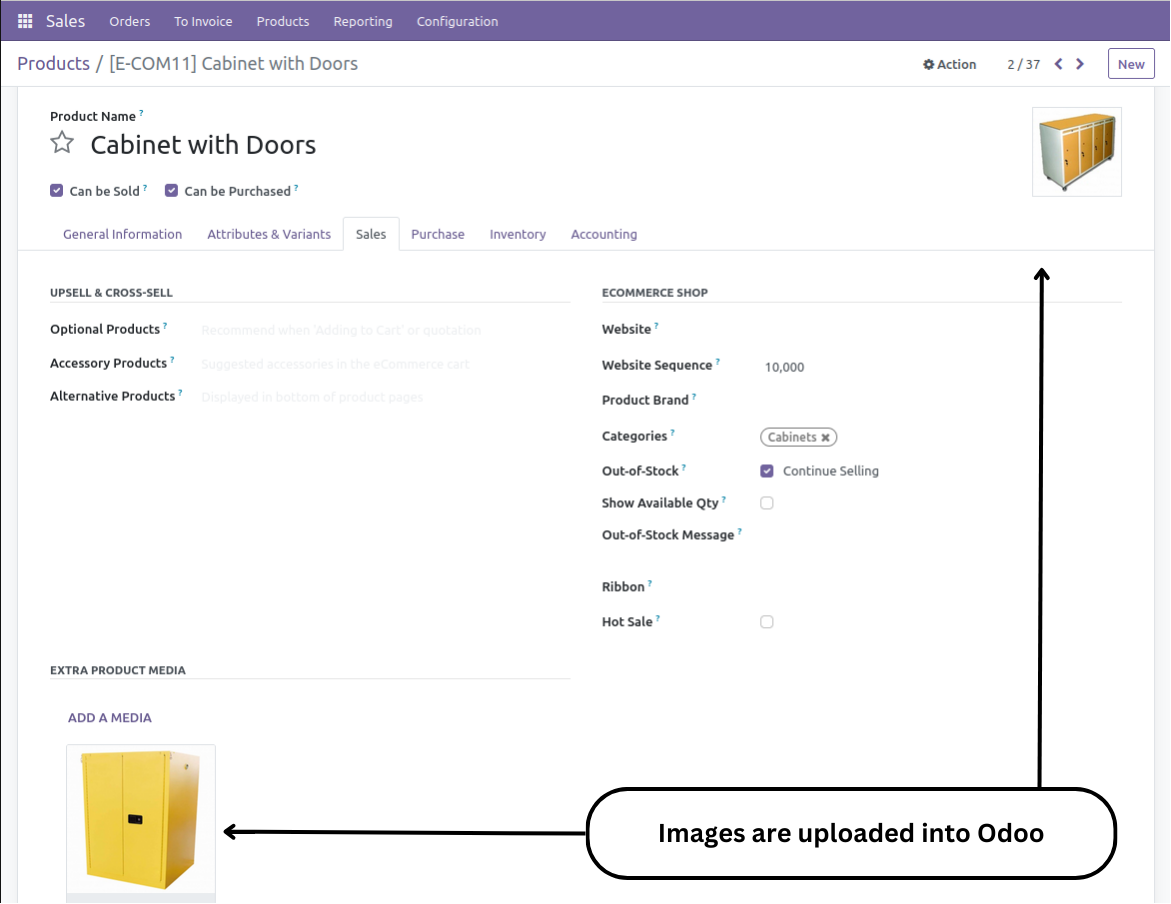 Sales Orders To Invoice Products Reporting Configuration
Products / [E-COM11] Cabinet with Doors Action 2 / 37 New
Product Name ?
Cabinet with Doors
Can be Sold ? Can be Purchased ?
General Information Attributes & Variants Sales Purchase Inventory Accounting
UPSELL & CROSS-SELL
Optional Products ? Recommend when 'Adding to Cart' or quotation
Accessory Products ? Suggested accessories in the eCommerce cart
Alternative Products ? Displayed in bottom of product pages
ECOMMERCE SHOP
Website ?
Website Sequence ? 10,000
Product Brand ?
Categories ? Cabinets
Out-of-Stock ? Continue Selling
Show Available Qty ?
Out-of-Stock Message ?
Ribbon ?
Hot Sale ?
EXTRA PRODUCT MEDIA
ADD A MEDIA
Images are uploaded into Odoo